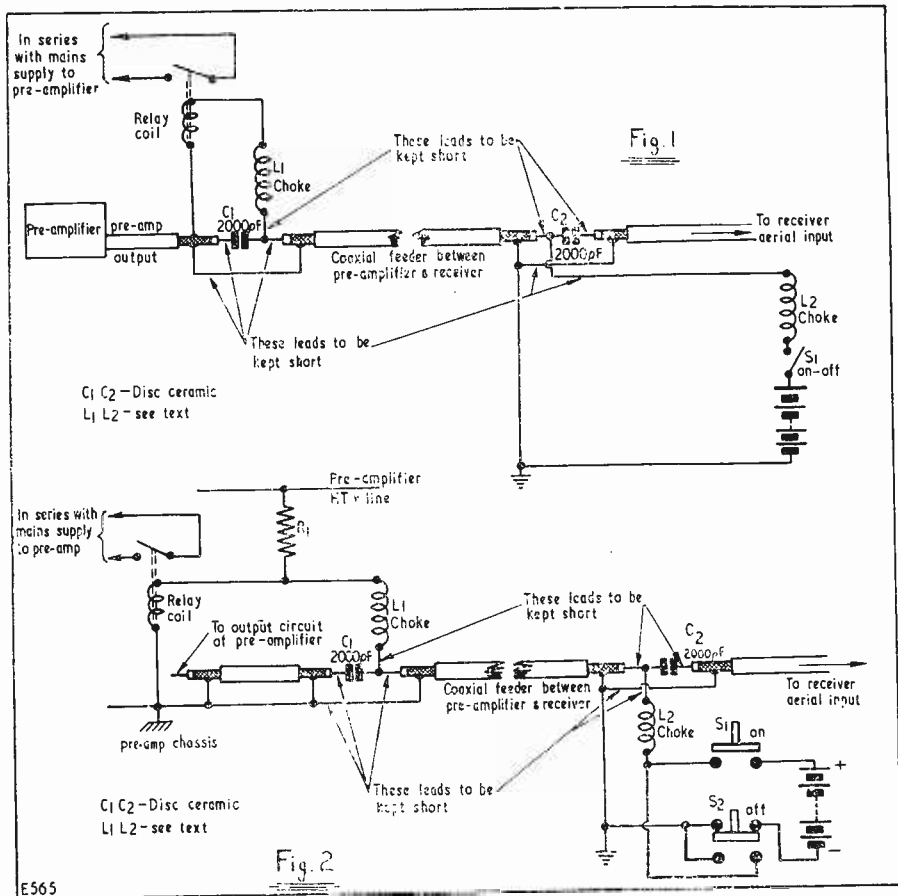 In series
with mains
supply to
pre-amplifier
Relay
coil
L1
Choke
These leads to be
kept short
Fig.1
Pre-amplifier
pre-amp
output
C1
2000pF
C2
2000pF
To receiver
aerial input
Coaxial feeder between
pre-amplifier & receiver
These leads to be
kept short
L2
Choke
S1
on-off
C1 C2 – Disc ceramic
L1 L2 – see text
Pre-amplifier
H.T.+ line
In series with
mains supply
to pre-amp
R1
Relay
coil
L1
Choke
These leads to be
kept short
To output circuit
of pre-amplifier
C1
2000pF
C2
2000pF
Coaxial feeder between
pre-amplifier & receiver
To receiver
aerial input
L2
Choke
S1
on
pre-amp chassis
These leads to be
kept short
S2
off
+
–
C1 C2 – Disc ceramic
L1 L2 – see text
Fig. 2
E565